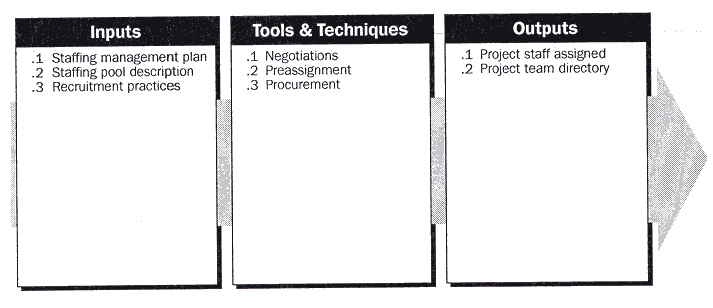 Inputs
.1 Staffing management plan
.2 Staffing pool description
.3 Recruitment practices
Tools & Techniques
.1 Negotiations
.2 Preassignment
.3 Procurement
Outputs
.1 Project staff assigned
.2 Project team directory